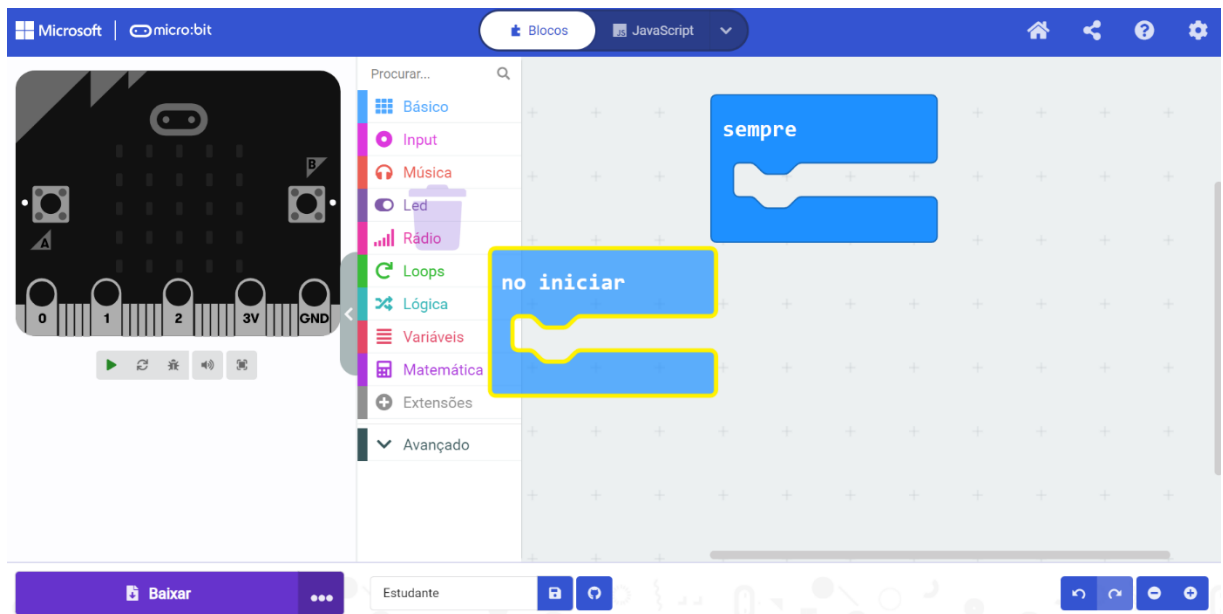 Microsoft | micro:bit
Blocos
JS JavaScript
Procurar...
Básico
Input
Música
Led
Rádio
Loops
Lógica
Variáveis
Matemática
Extensões
Avançado
B
A
0 1 2 3V GND
sempre
no iniciar
Baixar
Estudante